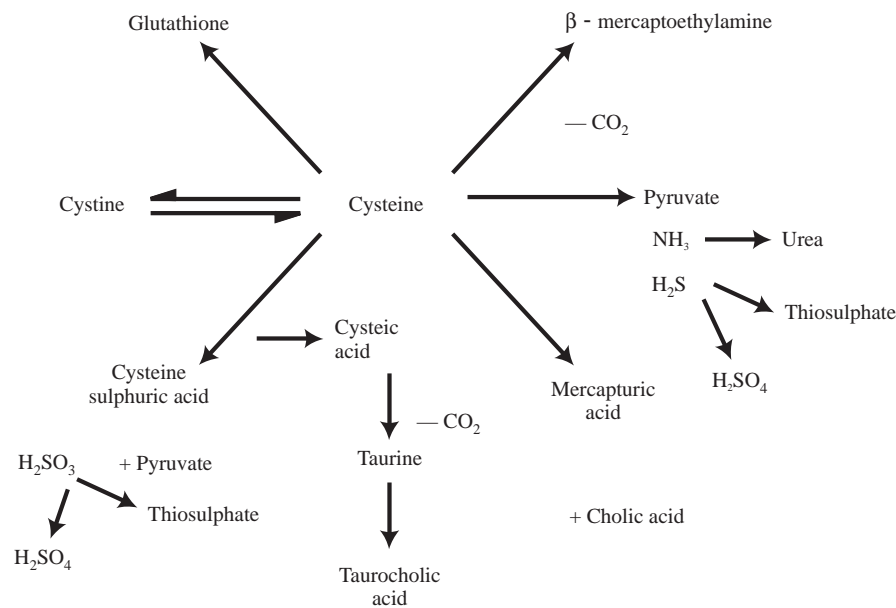 Glutathione
β - mercaptoethylamine
— CO₂
Cystine
Cysteine
Pyruvate
NH₃
Urea
H₂S
Thiosulphate
H₂SO₄
Cysteic
acid
Cysteine
sulphuric acid
Mercapturic
acid
— CO₂
H₂SO₃
+ Pyruvate
Taurine
Thiosulphate
+ Cholic acid
H₂SO₄
Taurocholic
acid